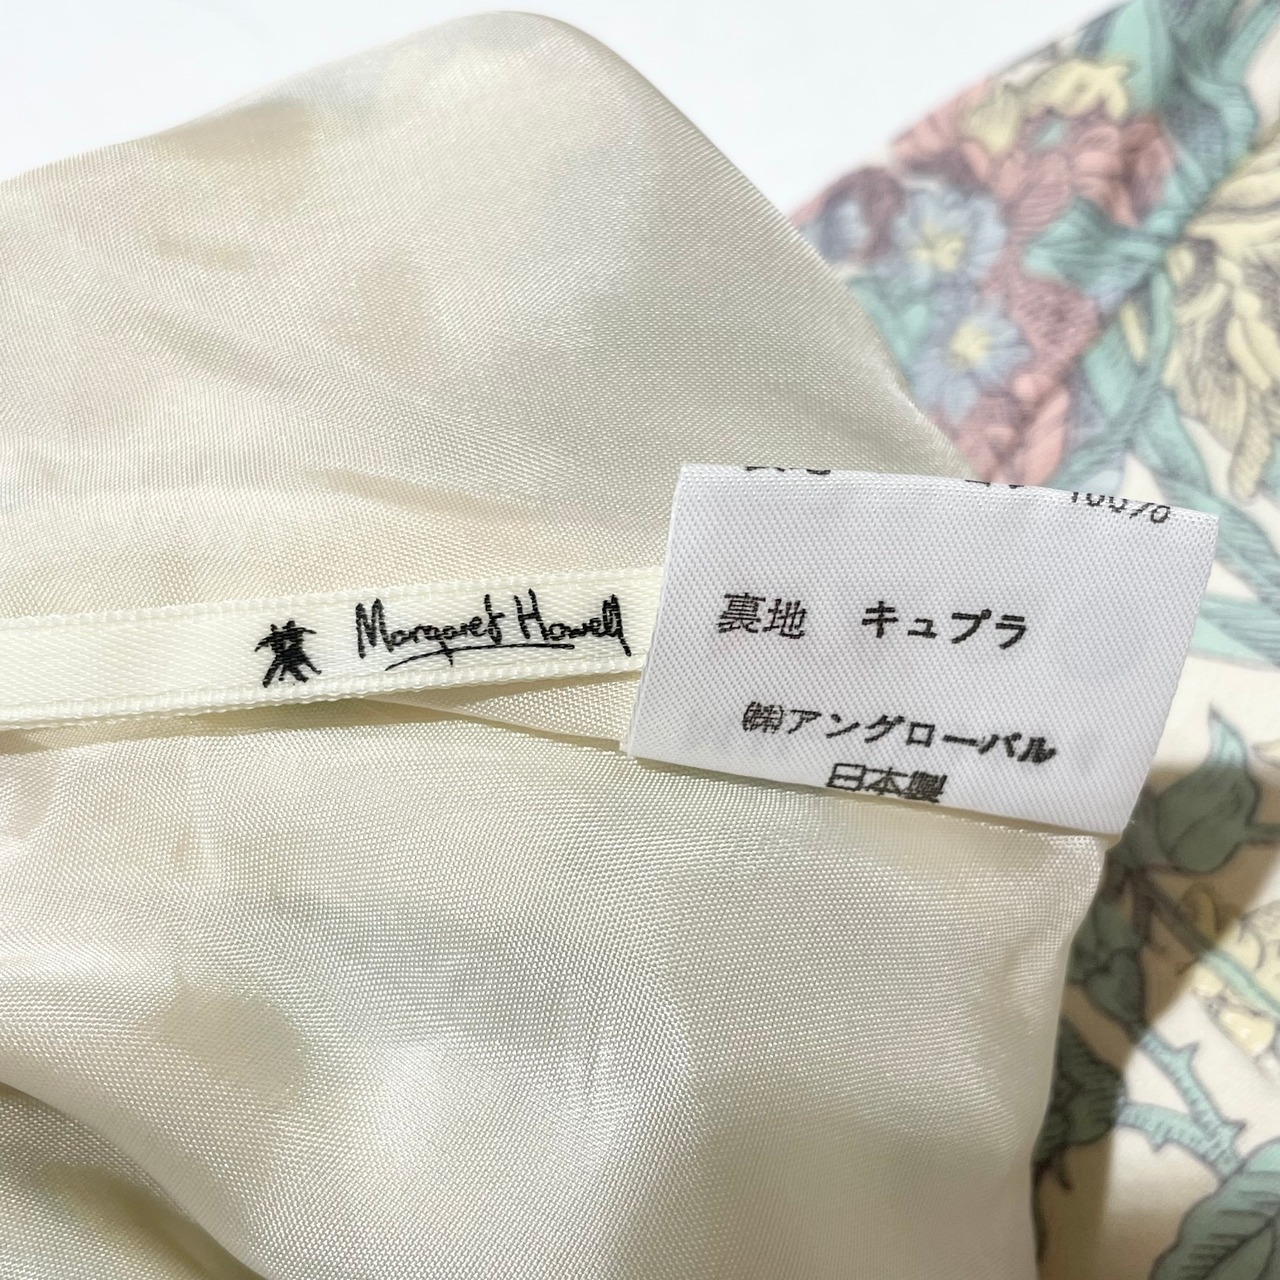 100%
裏地 キュプラ
Margaret Howell
㈱アングローバル
日本製